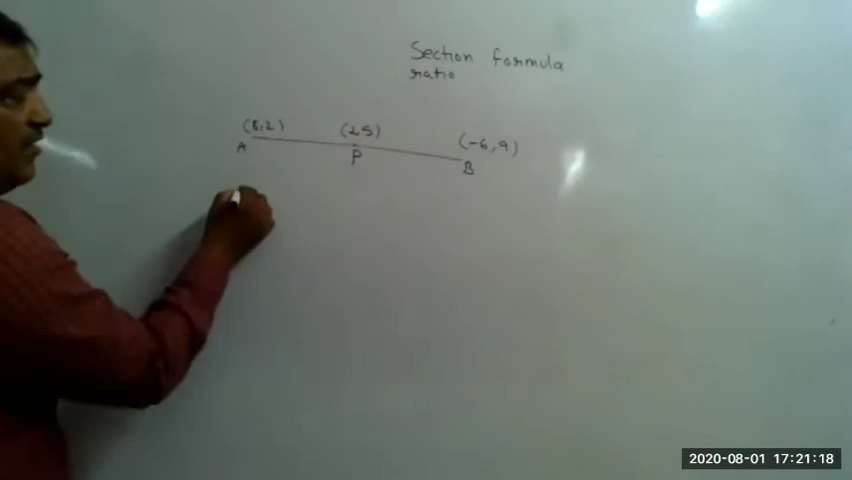 Section formula
ratio
(8,2) (2 5) (-6,9)
A P B
2020-08-01 17:21:18